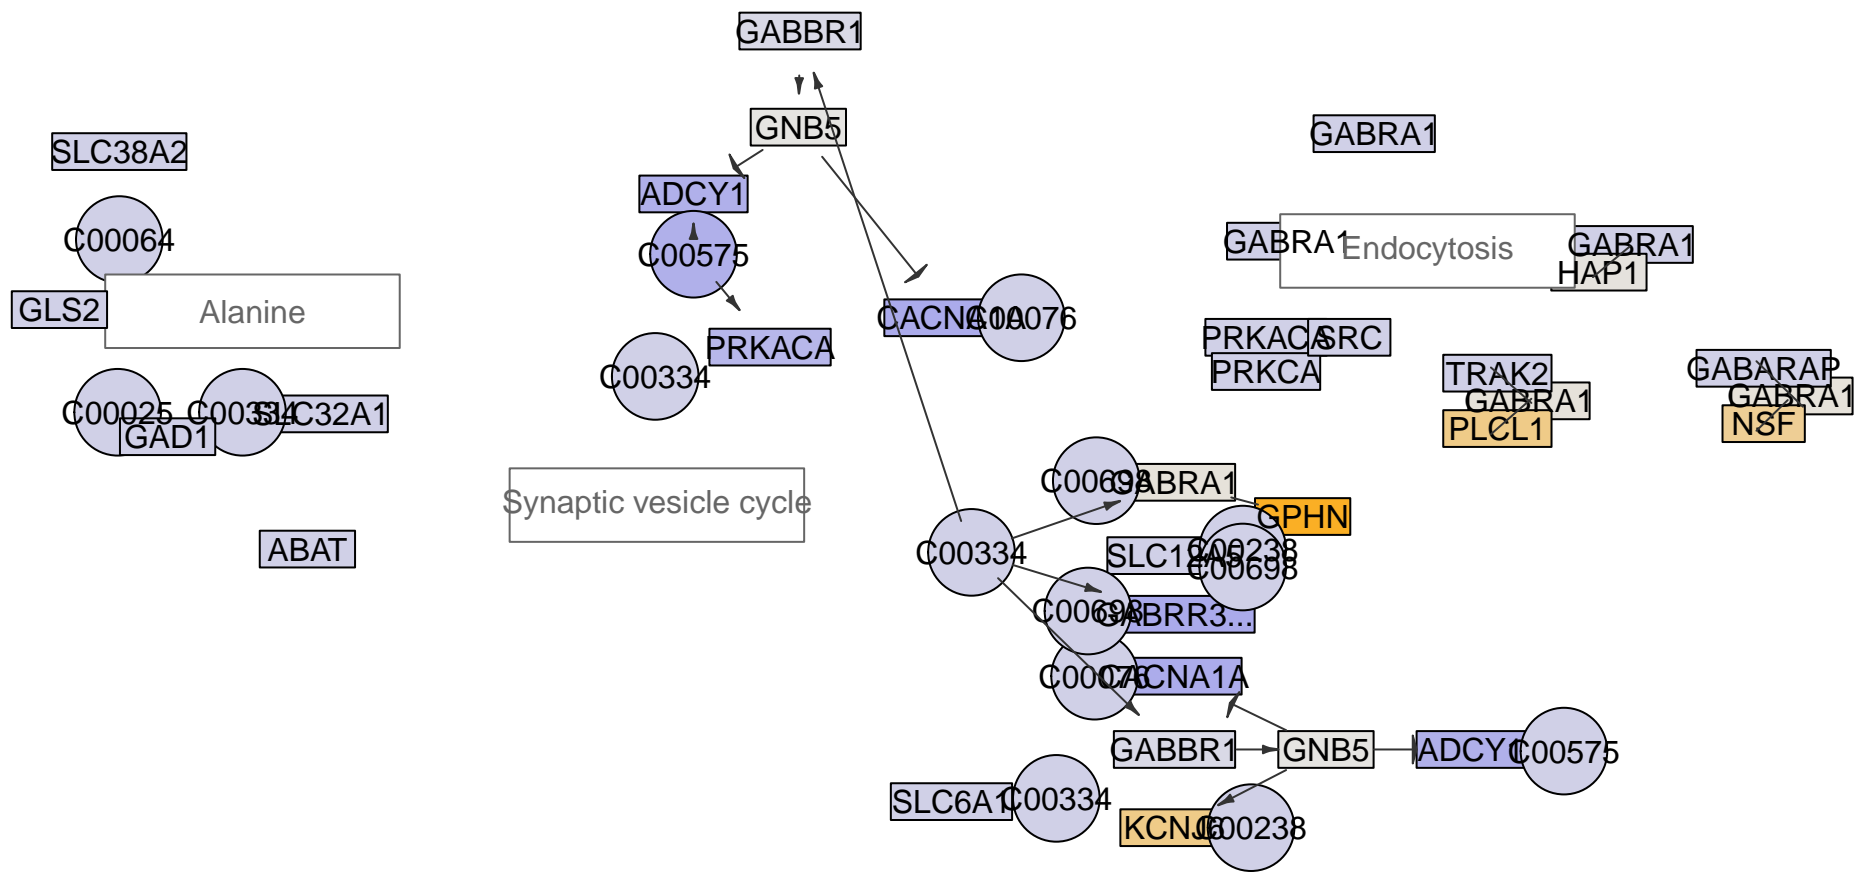 GABBR1
GNB5
SLC38A2
GABRA1
ADCY1
C00064
C00575
GABRA1
Endocytosis
GABRA1
HAP1
GLS2
Alanine
CACNA1A
C00076
PRKACA
C00334
PRKACA
SRC
PRKCA
TRAK2
GABRA1
PLCL1
GABARAP
GABRA1
NSF
C00025
C00334
SLC32A1
GAD1
Synaptic vesicle cycle
C00698
GABRA1
GPHN
ABAT
C00334
SLC12A5
C00238
C00698
C00698
GABRR3...
C00076
CACNA1A
GABBR1
GNB5
ADCY1
C00575
SLC6A1
C00334
KCNJ6
C00238